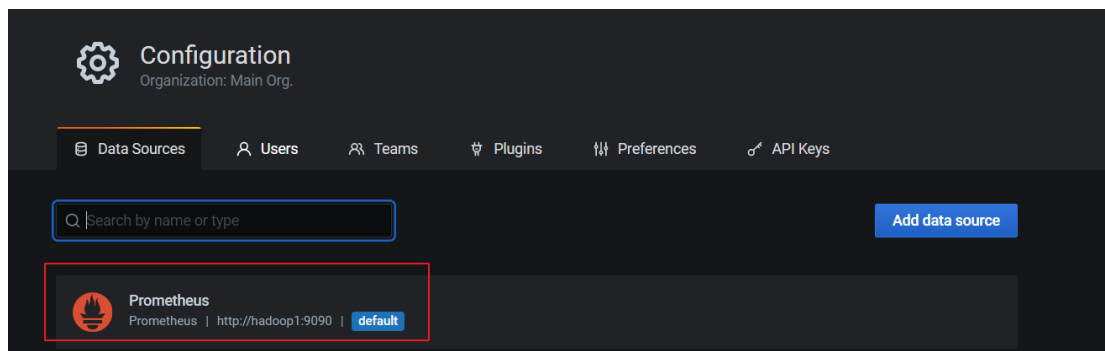 Configuration
Organization: Main Org.
Data Sources Users Teams Plugins Preferences API Keys
Search by name or type
Add data source
Prometheus
Prometheus | http://hadoop1:9090 | default